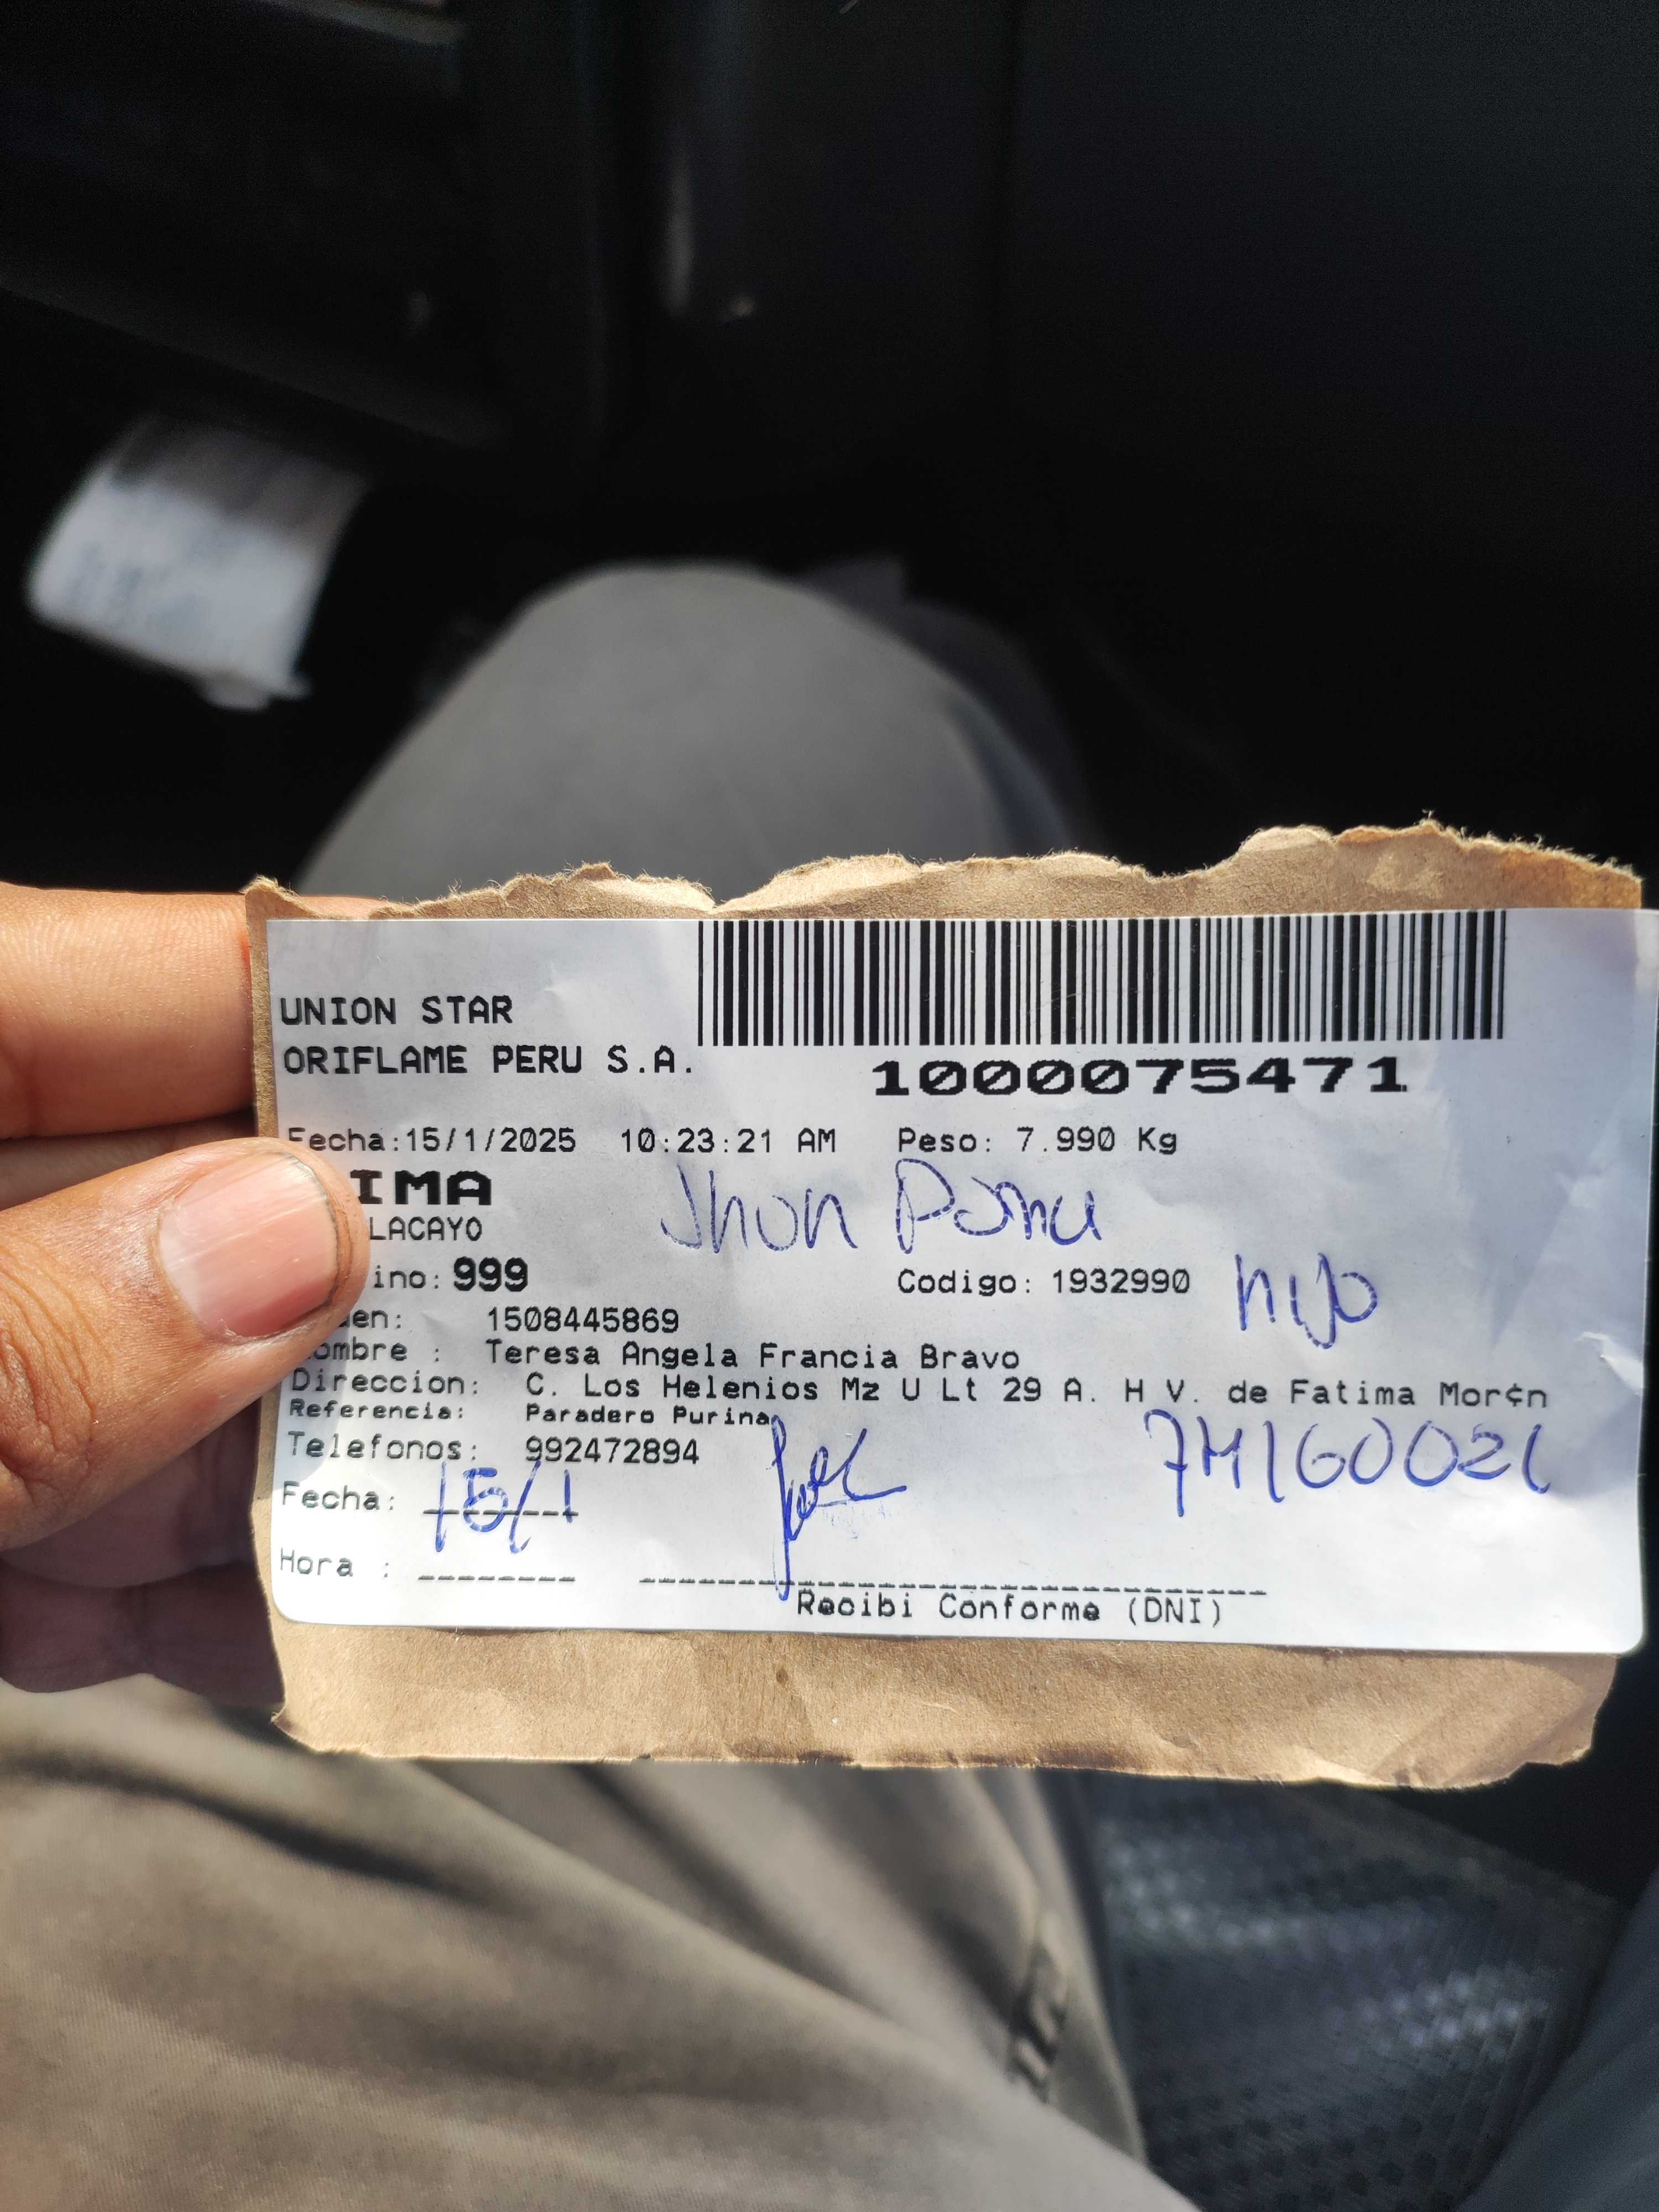 UNION STAR
ORIFLAME PERU S.A.
1000075471
Fecha:15/1/2025 10:23:21 AM Peso: 7.990 Kg
IMA
LACAYO
Jhon
ino: 999 Codigo: 1932990 hijo
en: 1508445869
ombre : Teresa Angela Francia Bravo
Direccion: C. Los Helenios Mz U Lt 29 A. H V. de Fatima Mor¢n
Referencia: Paradero Purina
Telefonos: 992472894
Fecha: 15/1
Hora :
Recibi Conforme (DNI)